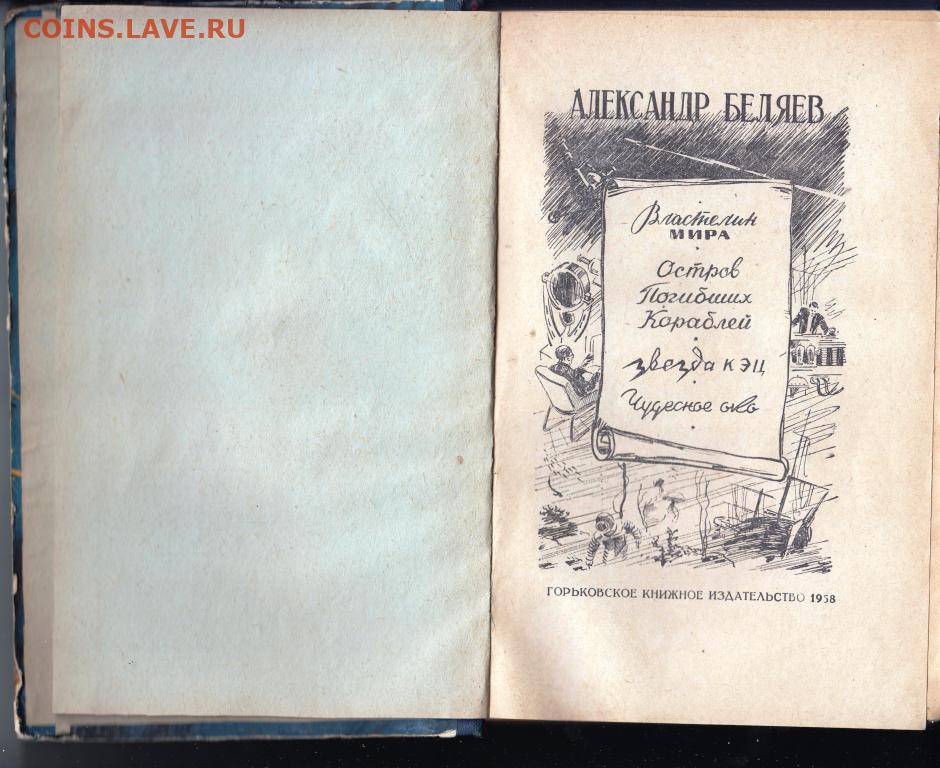 COINS.LAVE.RU
АЛЕКСАНДР БЕЛЯЕВ
Властелин
МИРА
Остров
Погибших
Кораблей
звезда КЭЦ
Чудесное око
ГОРЬКОВСКОЕ КНИЖНОЕ ИЗДАТЕЛЬСТВО 1958